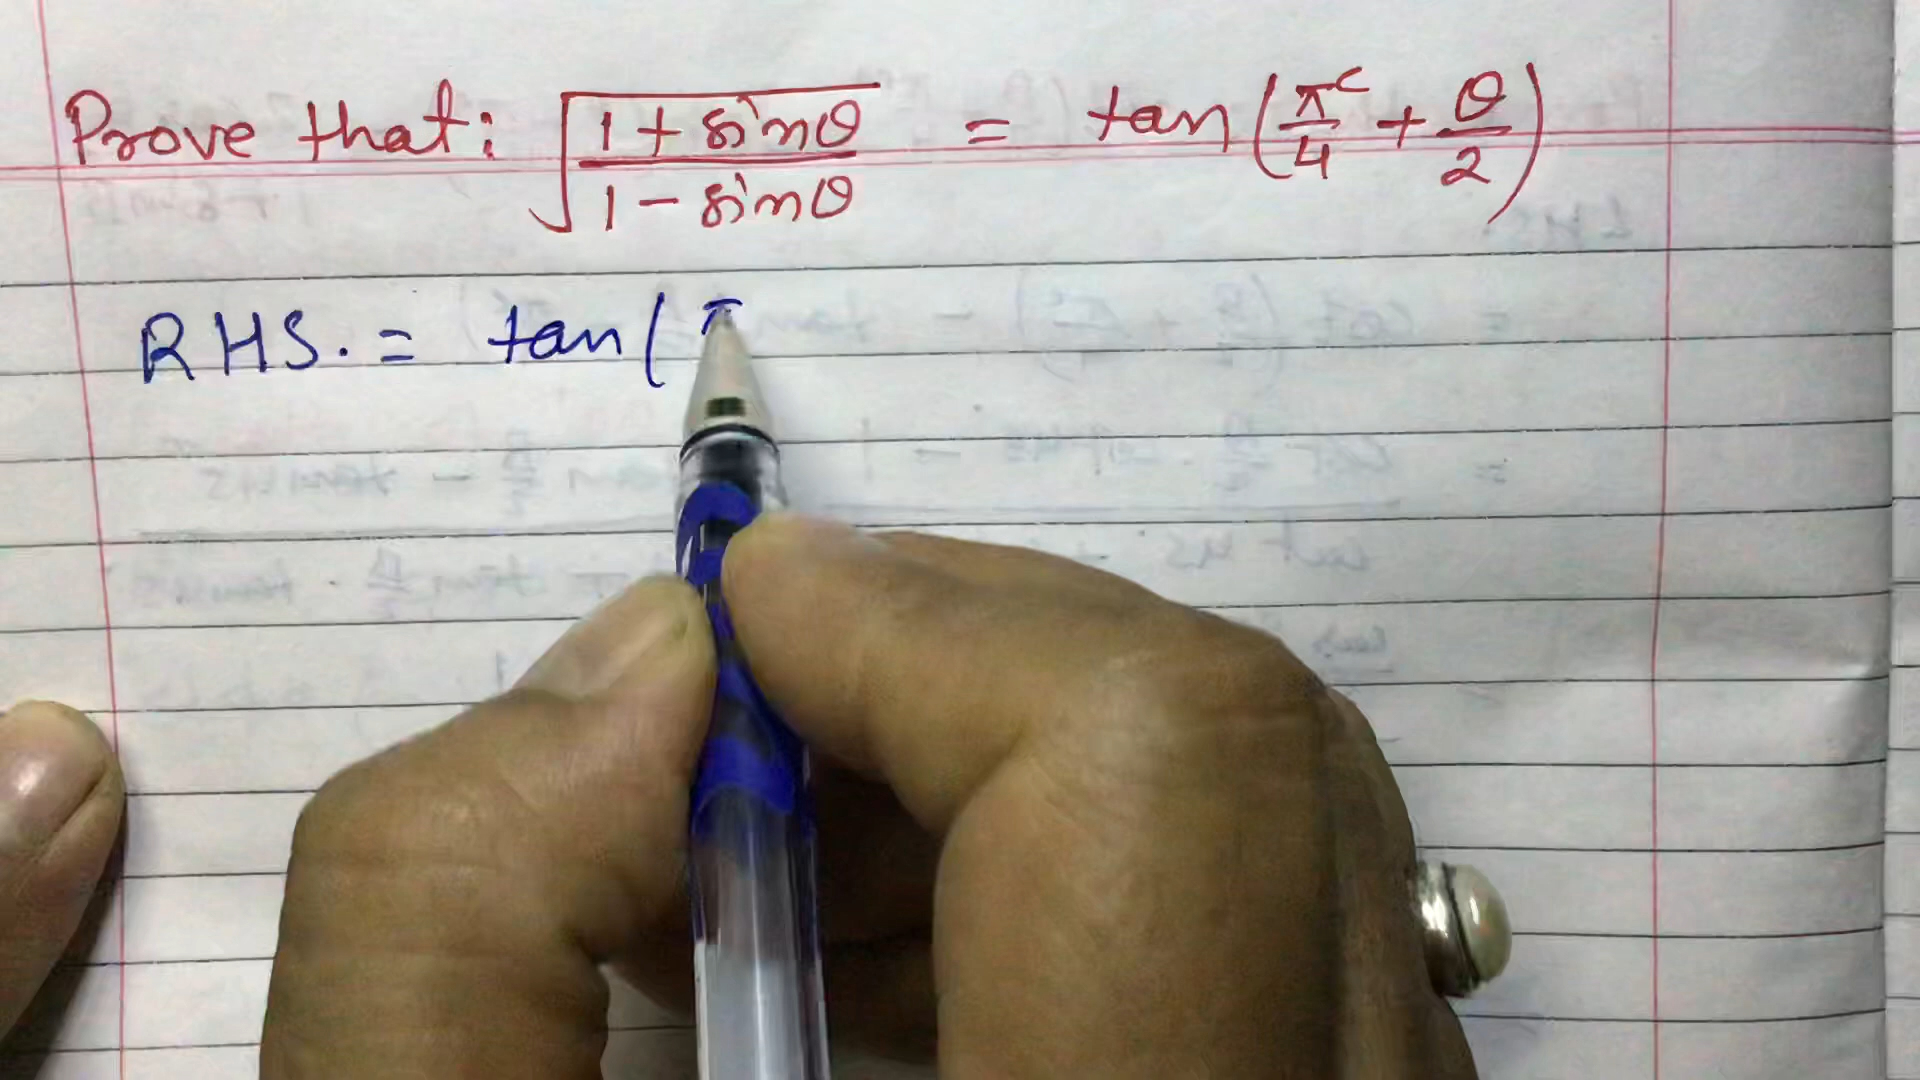 Prove that: √((1 + sinθ)/(1 - sinθ)) = tan(π^c/4 + θ/2)
RHS. = tan(π